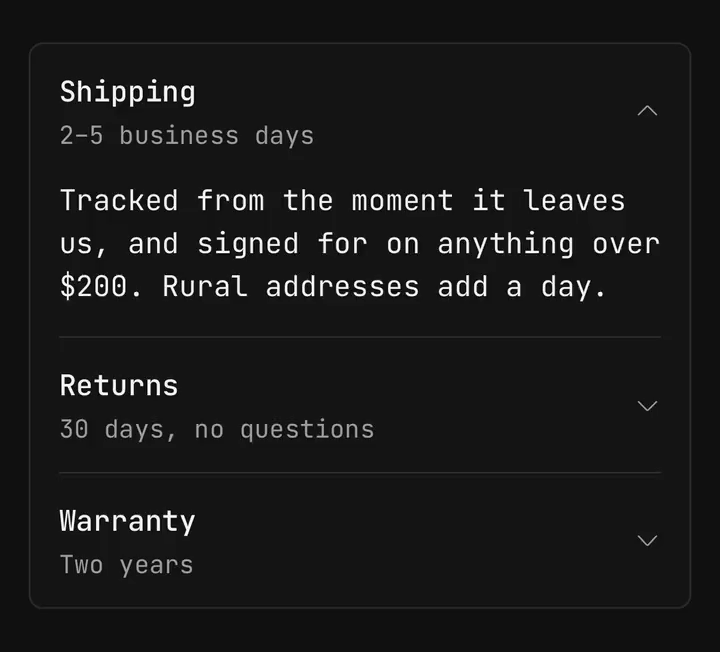 Shipping
2–5 business days
Tracked from the moment it leaves
us, and signed for on anything over
$200. Rural addresses add a day.
Returns
30 days, no questions
Warranty
Two years